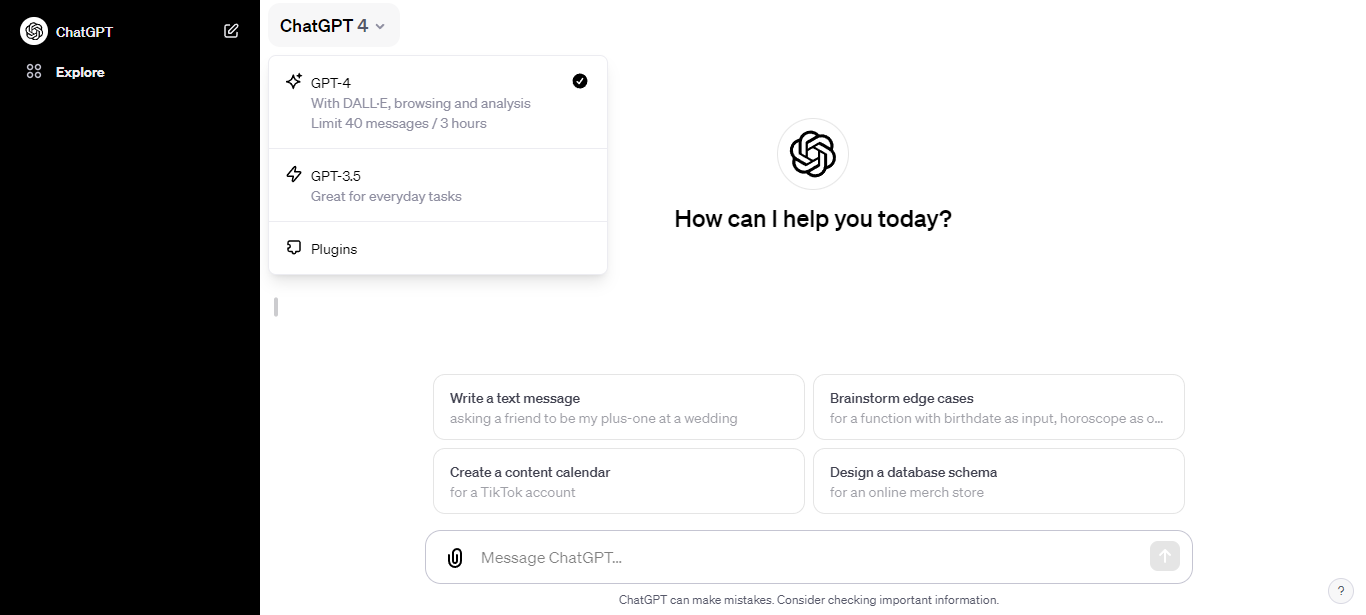 ChatGPT
Explore
ChatGPT 4
GPT-4
With DALL·E, browsing and analysis
Limit 40 messages / 3 hours
GPT-3.5
Great for everyday tasks
Plugins
How can I help you today?
Write a text message
asking a friend to be my plus-one at a wedding
Brainstorm edge cases
for a function with birthdate as input, horoscope as o...
Create a content calendar
for a TikTok account
Design a database schema
for an online merch store
Message ChatGPT...
ChatGPT can make mistakes. Consider checking important information.
?